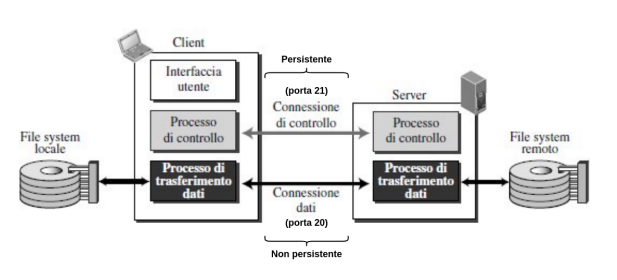 Client
Interfaccia
utente
Persistente
(porta 21)
Connessione
di controllo
Server
Processo
di controllo
Processo
di controllo
File system
locale
File system
remoto
Processo di
trasferimento
dati
Processo di
trasferimento
dati
Connessione
dati
(porta 20)
Non persistente